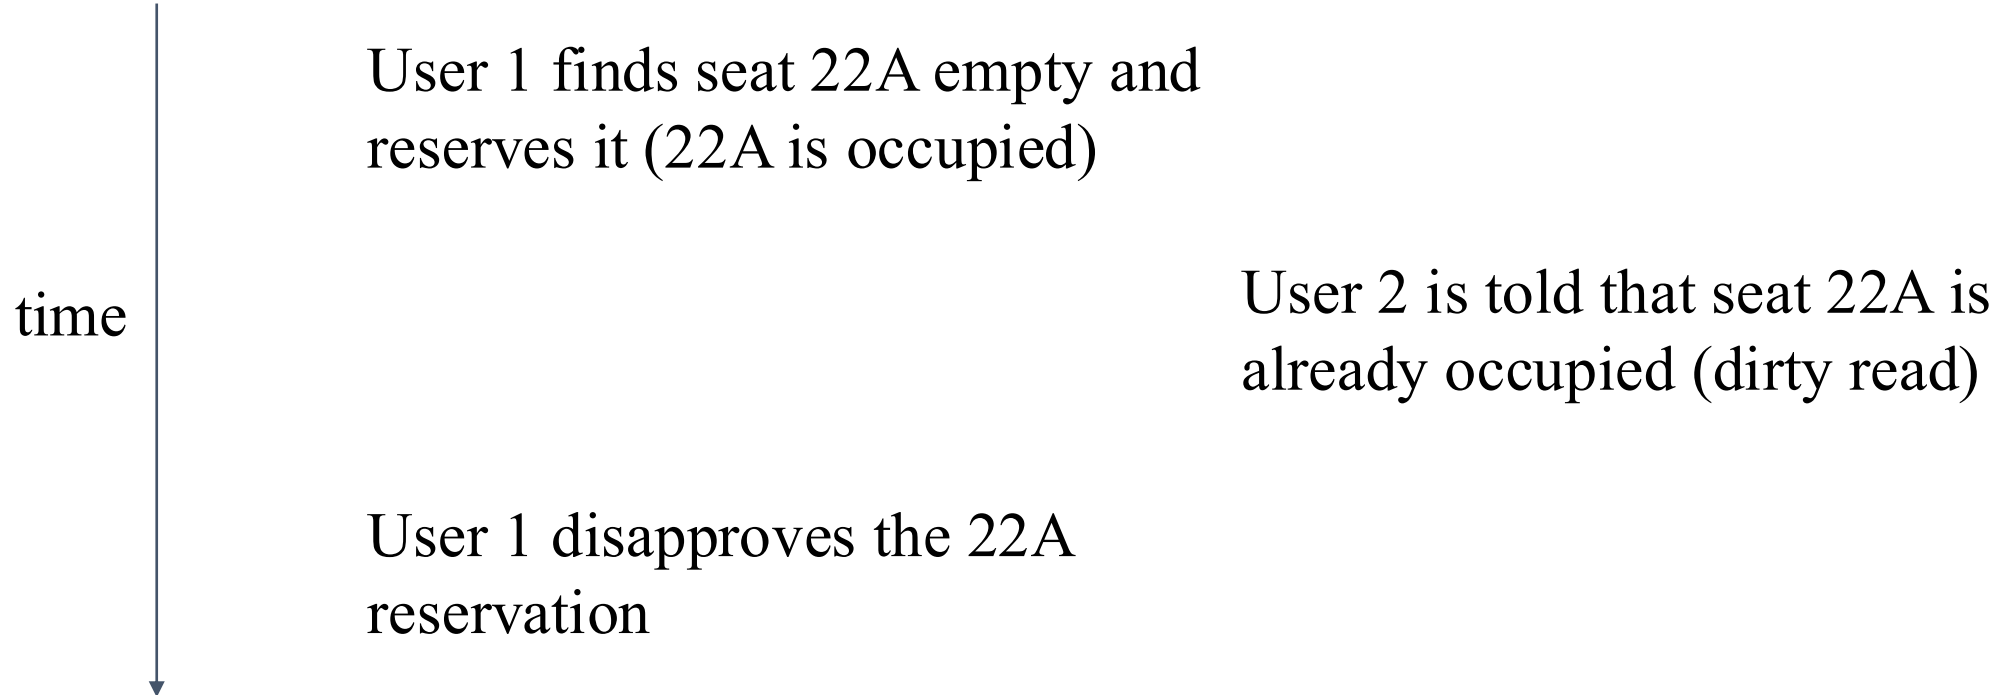 User 1 finds seat 22A empty and
reserves it (22A is occupied)
User 2 is told that seat 22A is
already occupied (dirty read)
time
User 1 disapproves the 22A
reservation